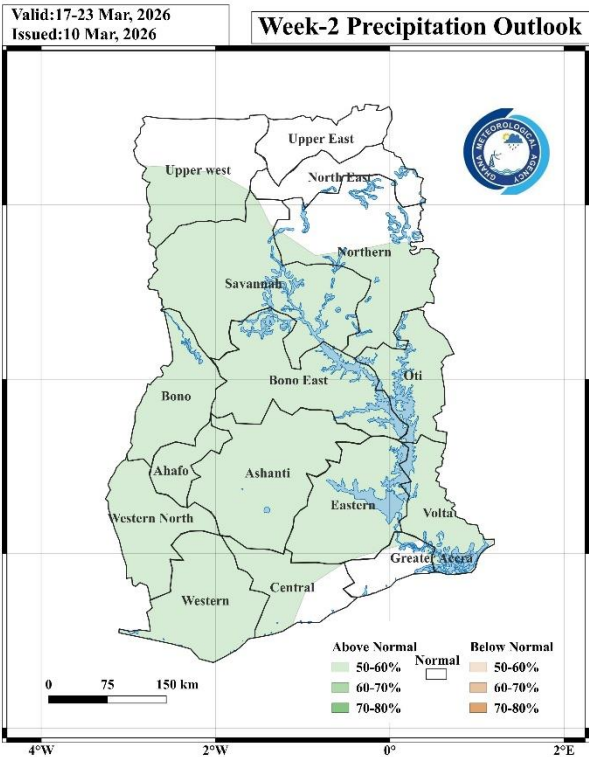 Valid:17-23 Mar, 2026
Issued:10 Mar, 2026
Week-2 Precipitation Outlook
GHANA METEOROLOGICAL AGENCY
Upper East
Upper west
North East
Northern
Savannah
Bono East
Oti
Bono
Ahafo
Ashanti
Eastern
Volta
Western North
Greater Accra
Central
Western
Above Normal
Normal
Below Normal
50-60%
50-60%
60-70%
60-70%
70-80%
70-80%
0 75 150 km
4°W 2°W 0° 2°E